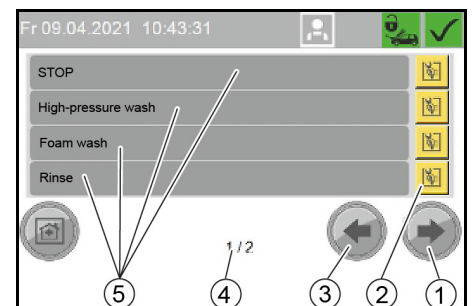 Fr 09.04.2021 10:43:31
STOP
High-pressure wash
Foam wash
Rinse
1/2
5 4 3 2 1